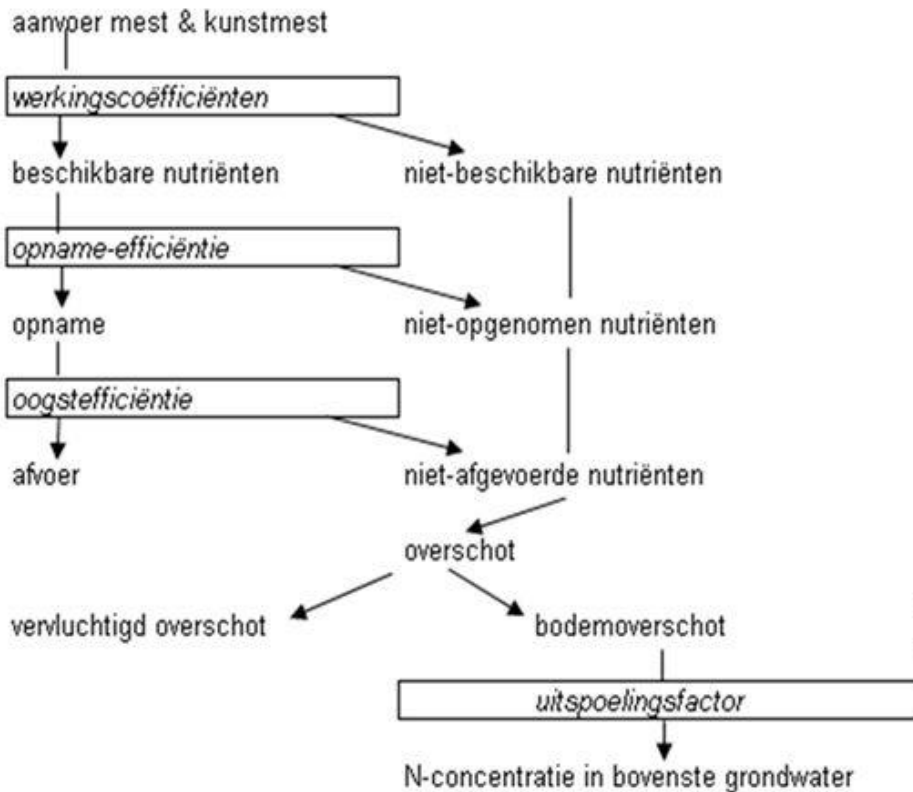 aanvoer mest & kunstmest
werkingscoëfficiënten
beschikbare nutriënten
niet-beschikbare nutriënten
opname-efficiëntie
opname
niet-opgenomen nutriënten
oogstefficiëntie
afvoer
niet-afgevoerde nutriënten
overschot
vervluchtigd overschot
bodemoverschot
uitspoelingsfactor
N-concentratie in bovenste grondwater